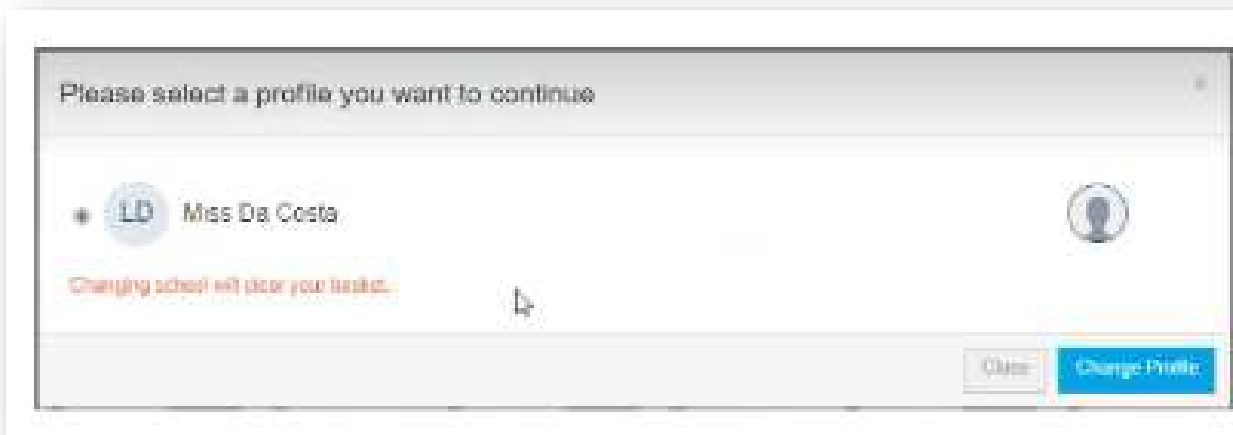 Please select a profile you want to continue
LD Miss Da Costa
Changing school will clear your basket.
Close Change Profile